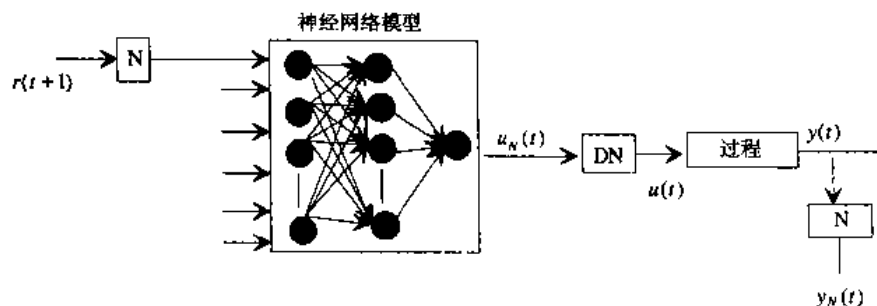 神经网络模型
N
r(t+1)
u_N(t)
DN
u(t)
过程
y(t)
N
y_N(t)